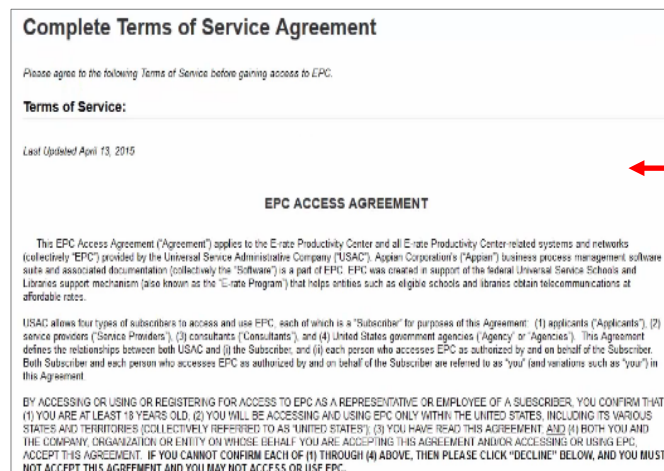 Complete Terms of Service Agreement
Please agree to the following Terms of Service before gaining access to EPC.
Terms of Service:
Last Updated April 13, 2015
EPC ACCESS AGREEMENT
This EPC Access Agreement ("Agreement") applies to the E-rate Productivity Center and all E-rate Productivity Center-related systems and networks
(collectively "EPC") provided by the Universal Service Administrative Company ("USAC"). Appian Corporation's ("Appian") business process management software
suite and associated documentation (collectively the "Software") is a part of EPC. EPC was created in support of the federal Universal Service Schools and
Libraries support mechanism (also known as the "E-rate Program") that helps entities such as eligible schools and libraries obtain telecommunications at
affordable rates.
USAC allows four types of subscribers to access and use EPC, each of which is a "Subscriber" for purposes of this Agreement: (1) applicants ("Applicants"), (2)
service providers ("Service Providers"), (3) consultants ("Consultants"), and (4) United States government agencies ("Agency" or "Agencies"). This Agreement
defines the relationships between both USAC and (i) the Subscriber, and (ii) each person who accesses EPC as authorized by and on behalf of the Subscriber.
Both Subscriber and each person who accesses EPC as authorized by and on behalf of the Subscriber are referred to as "you" (and variations such as "your") in
this Agreement.
BY ACCESSING OR USING OR REGISTERING FOR ACCESS TO EPC AS A REPRESENTATIVE OR EMPLOYEE OF A SUBSCRIBER, YOU CONFIRM THAT
(1) YOU ARE AT LEAST 18 YEARS OLD, (2) YOU WILL BE ACCESSING AND USING EPC ONLY WITHIN THE UNITED STATES, INCLUDING ITS VARIOUS
STATES AND TERRITORIES (COLLECTIVELY REFERRED TO AS "UNITED STATES"); (3) YOU HAVE READ THIS AGREEMENT; AND (4) BOTH YOU AND
THE COMPANY, ORGANIZATION OR ENTITY ON WHOSE BEHALF YOU ARE ACCEPTING THIS AGREEMENT AND/OR ACCESSING OR USING EPC,
ACCEPT THIS AGREEMENT. IF YOU CANNOT CONFIRM EACH OF (1) THROUGH (4) ABOVE, THEN PLEASE CLICK "DECLINE" BELOW, AND YOU MUST
NOT ACCEPT THIS AGREEMENT AND YOU MAY NOT ACCESS OR USE EPC.